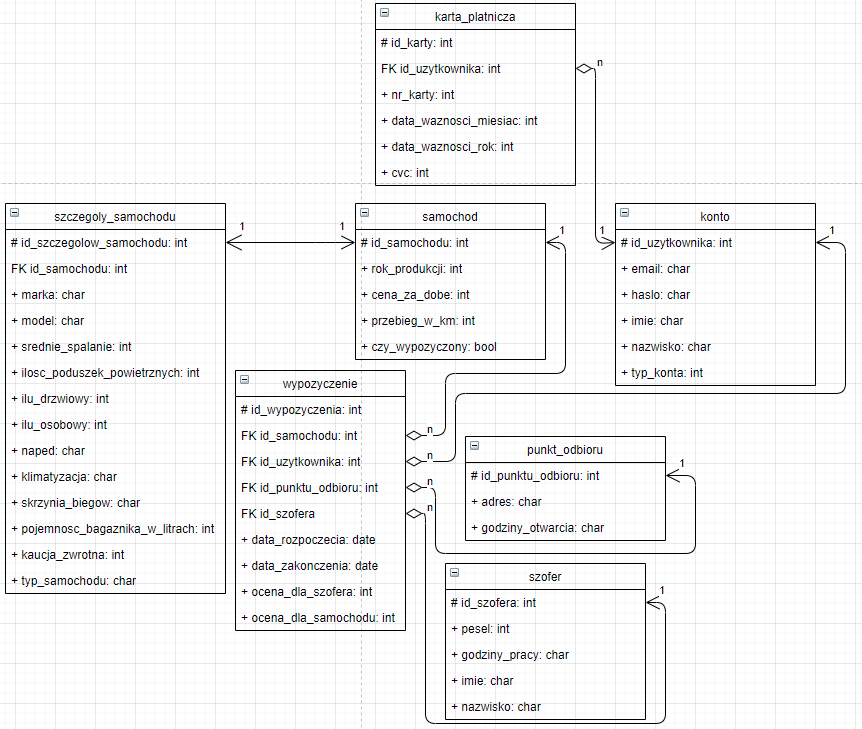 karta_platnicza
# id_karty: int
FK id_uzytkownika: int
+ nr_karty: int
+ data_waznosci_miesiac: int
+ data_waznosci_rok: int
+ cvc: int
n
1
szczegoly_samochodu
# id_szczegolow_samochodu: int
FK id_samochodu: int
+ marka: char
+ model: char
+ srednie_spalanie: int
+ ilosc_poduszek_powietrznych: int
+ ilu_drzwiowy: int
+ ilu_osobowy: int
+ naped: char
+ klimatyzacja: char
+ skrzynia_biegow: char
+ pojemnosc_bagaznika_w_litrach: int
+ kaucja_zwrotna: int
+ typ_samochodu: char
1
1
samochod
# id_samochodu: int
+ rok_produkcji: int
+ cena_za_dobe: int
+ przebieg_w_km: int
+ czy_wypozyczony: bool
1
konto
# id_uzytkownika: int
+ email: char
+ haslo: char
+ imie: char
+ nazwisko: char
+ typ_konta: int
1
wypozyczenie
# id_wypozyczenia: int
FK id_samochodu: int
FK id_uzytkownika: int
FK id_punktu_odbioru: int
FK id_szofera
+ data_rozpoczecia: date
+ data_zakonczenia: date
+ ocena_dla_szofera: int
+ ocena_dla_samochodu: int
n
n
n
n
punkt_odbioru
# id_punktu_odbioru: int
+ adres: char
+ godziny_otwarcia: char
1
szofer
# id_szofera: int
+ pesel: int
+ godziny_pracy: char
+ imie: char
+ nazwisko: char
1